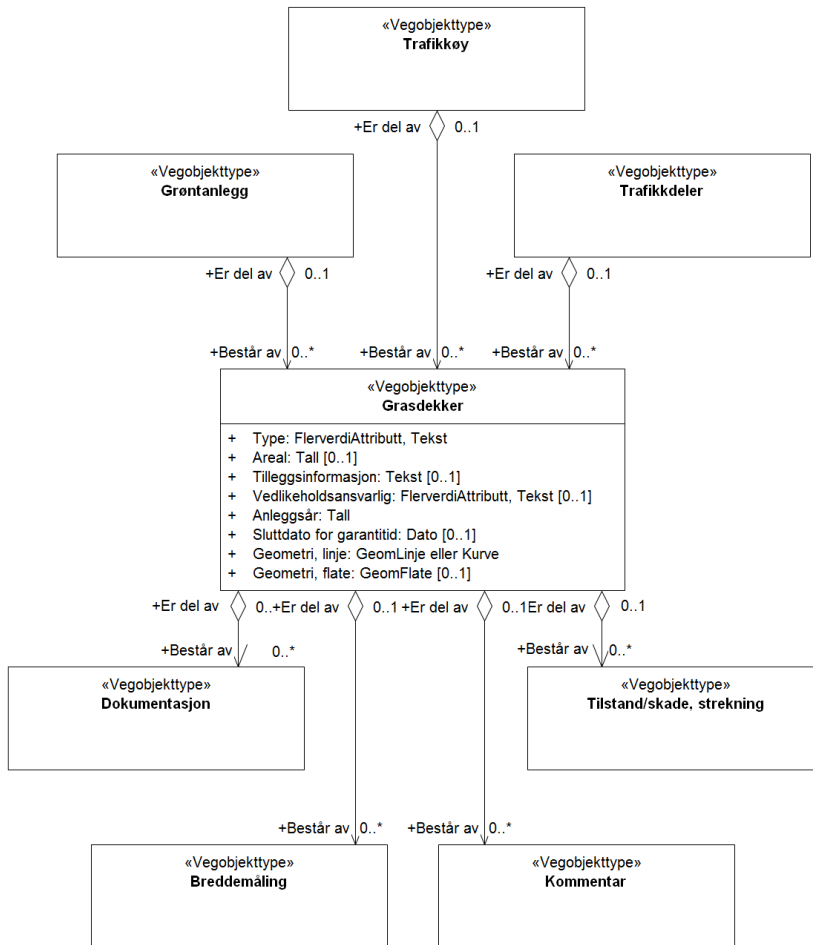 «Vegobjekttype»
Trafikkøy
+Er del av 0..1
«Vegobjekttype»
Grøntanlegg
«Vegobjekttype»
Trafikkdeler
+Er del av 0..1
+Er del av 0..1
+Består av 0..*
+Består av 0..*
+Består av 0..*
«Vegobjekttype»
Grasdekker
+ Type: FlerverdiAttributt, Tekst
+ Areal: Tall [0..1]
+ Tilleggsinformasjon: Tekst [0..1]
+ Vedlikeholdsansvarlig: FlerverdiAttributt, Tekst [0..1]
+ Anleggsår: Tall
+ Sluttdato for garantitid: Dato [0..1]
+ Geometri, linje: GeomLinje eller Kurve
+ Geometri, flate: GeomFlate [0..1]
+Er del av 0..+Er del av 0..1 +Er del av 0..1Er del av 0..1
+Består av 0..*
+Består av 0..*
«Vegobjekttype»
Dokumentasjon
«Vegobjekttype»
Tilstand/skade, strekning
+Består av 0..*
+Består av 0..*
«Vegobjekttype»
Breddemåling
«Vegobjekttype»
Kommentar